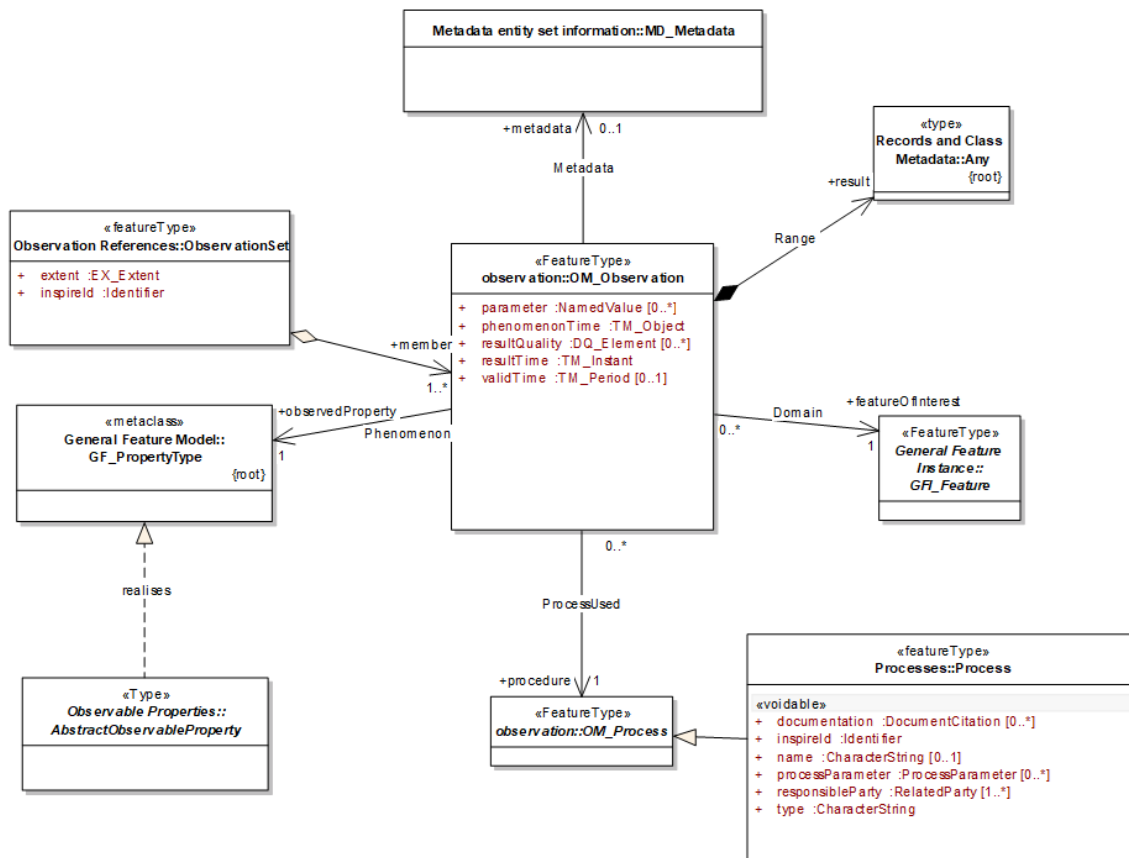 Metadata entity set information::MD_Metadata
+metadata 0..1
Metadata
«type»
Records and Class
Metadata::Any
{root}
+result
Range
«featureType»
Observation References::ObservationSet
+ extent :EX_Extent
+ inspireId :Identifier
+member
1..*
«FeatureType»
observation::OM_Observation
+ parameter :NamedValue [0..*]
+ phenomenonTime :TM_Object
+ resultQuality :DQ_Element [0..*]
+ resultTime :TM_Instant
+ validTime :TM_Period [0..1]
+observedProperty
Phenomenon
1
«metaclass»
General Feature Model::
GF_PropertyType
{root}
Domain
+featureOfInterest
0..*
1
«FeatureType»
General Feature
Instance::
GFI_Feature
realises
«Type»
Observable Properties::
AbstractObservableProperty
0..*
ProcessUsed
+procedure 1
«FeatureType»
observation::OM_Process
«featureType»
Processes::Process
«voidable»
+ documentation :DocumentCitation [0..*]
+ inspireId :Identifier
+ name :CharacterString [0..1]
+ processParameter :ProcessParameter [0..*]
+ responsibleParty :RelatedParty [1..*]
+ type :CharacterString